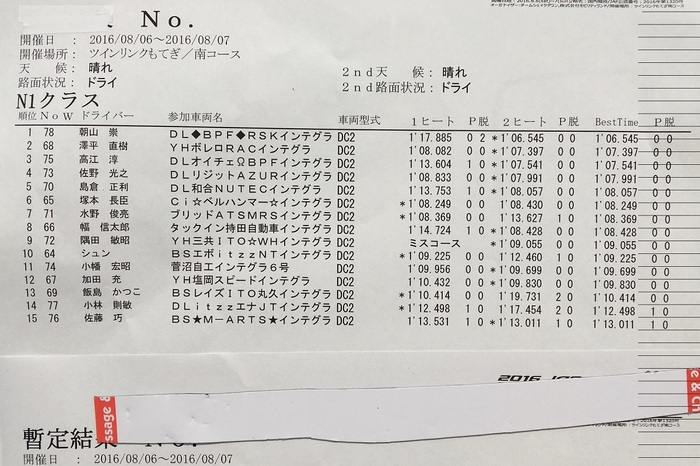 No.
開催日 : 2016/08/06~2016/08/07
開催場所: ツインリンクもてぎ/南コース
天 候: 晴れ 2nd天 候: 晴れ
路面状況: ドライ 2nd路面状況: ドライ
N1クラス
順位 NoW ドライバー 参加車両名 車両型式 1ヒート P脱 2ヒート P脱 BestTime P脱
1 78 朝山 崇 DL◆BPF◆RSKインテグラ DC2 1'17.885 0 2 *1'06.545 0 0 1'06.545 0 0
2 68 澤平 直樹 YHボレロRACインテグラ DC2 1'08.082 0 0 *1'07.397 0 0 1'07.397 0 0
3 75 高江 淳 DLオイチェΩBPFインテグラ DC2 1'13.604 1 0 *1'07.541 0 0 1'07.541 0 0
4 73 佐野 光之 DLリジットAZURインテグラ DC2 1'08.833 0 0 *1'07.991 0 0 1'07.991 0 0
5 70 島倉 正利 DL和合NUTECインテグラ DC2 1'13.753 1 0 *1'08.057 0 0 1'08.057 0 0
6 65 塚本 長臣 Ci☆ベルハンマー☆インテグラ DC2 *1'08.249 0 0 1'08.430 0 0 1'08.249 0 0
7 71 水野 俊亮 ブリッドATSMRSインテグラ DC2 *1'08.369 0 0 1'13.627 1 0 1'08.369 0 0
8 66 幅 信太郎 タックイン持田自動車インテグラ DC2 1'14.724 1 0 *1'08.428 0 0 1'08.428 0 0
9 72 隅田 敏昭 YH三共ITO☆WHインテグラ DC2 ミスコース *1'09.055 0 0 1'09.055 0 0
10 64 シュン BSエボitzzNTインテグラ DC2 *1'09.225 0 0 1'12.460 1 0 1'09.225 0 0
11 74 小幡 宏昭 菅沼自工インテグラ6号 DC2 1'09.956 0 0 *1'09.699 0 0 1'09.699 0 0
12 67 加田 充 YH塩岡スピードインテグラ DC2 1'10.432 0 0 *1'09.830 0 0 1'09.830 0 0
13 69 飯島 かつこ BSレイズITO丸久インテグラ DC2 *1'10.414 0 0 1'19.731 2 0 1'10.414 0 0
14 77 小林 則敏 DLitzzエナJTインテグラ DC2 *1'12.498 1 0 1'17.454 2 0 1'12.498 1 0
15 76 佐藤 巧 BS★M-ARTS★インテグラ DC2 1'13.531 1 0 *1'13.011 1 0 1'13.011 1 0
暫定結果 No.
開催日 : 2016/08/06~2016/08/07